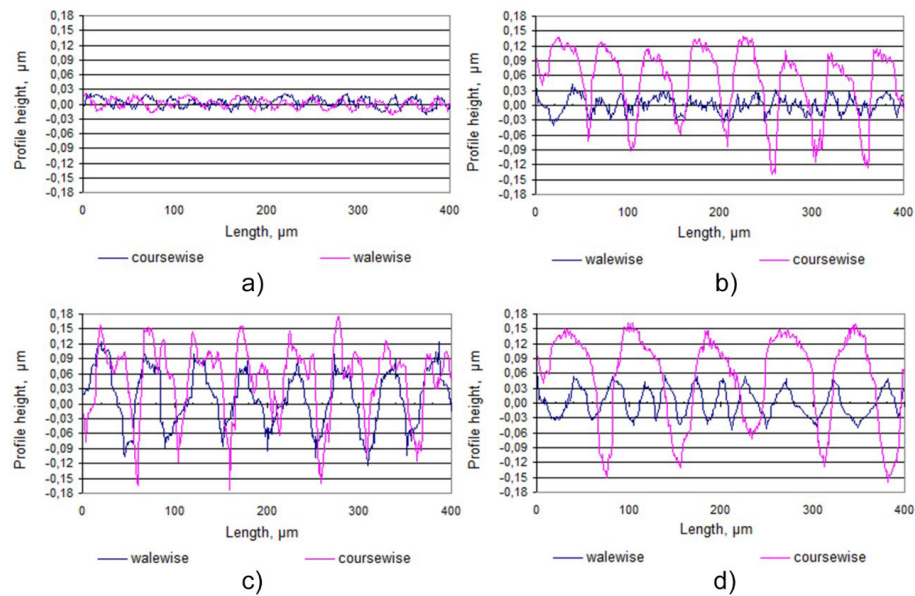 0,18
0,15
0,12
0,09
0,06
0,03
0,00
-0,03
-0,06
-0,09
-0,12
-0,15
-0,18
Profile height, µm
0 100 200 300 400
Length, µm
coursewise walewise
a)
0,18
0,15
0,12
0,09
0,06
0,03
0,00
-0,03
-0,06
-0,09
-0,12
-0,15
-0,18
Profile height, µm
0 100 200 300 400
Length, µm
walewise coursewise
b)
0,18
0,15
0,12
0,09
0,06
0,03
0,00
-0,03
-0,06
-0,09
-0,12
-0,15
-0,18
Profile height, µm
0 100 200 300 400
Length, µm
walewise coursewise
c)
0,18
0,15
0,12
0,09
0,06
0,03
0,00
-0,03
-0,06
-0,09
-0,12
-0,15
-0,18
Profile height, µm
0 100 200 300 400
Length, µm
walewise coursewise
d)